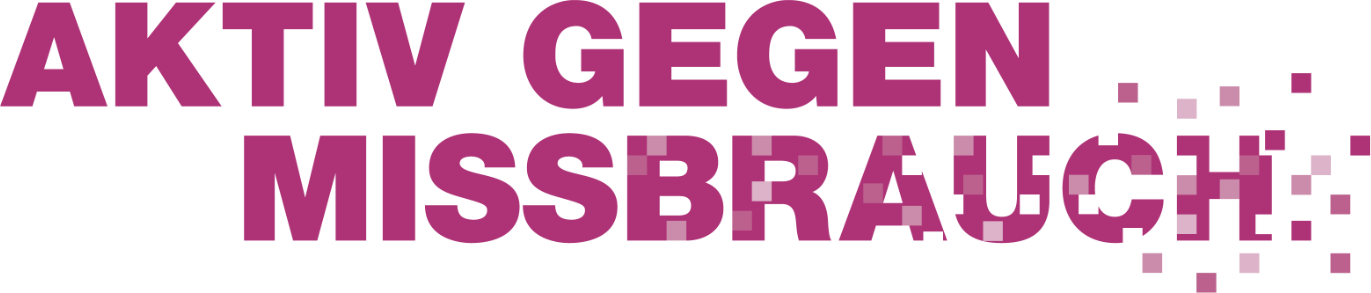 AKTIV GEGEN
MISSBRAUCH